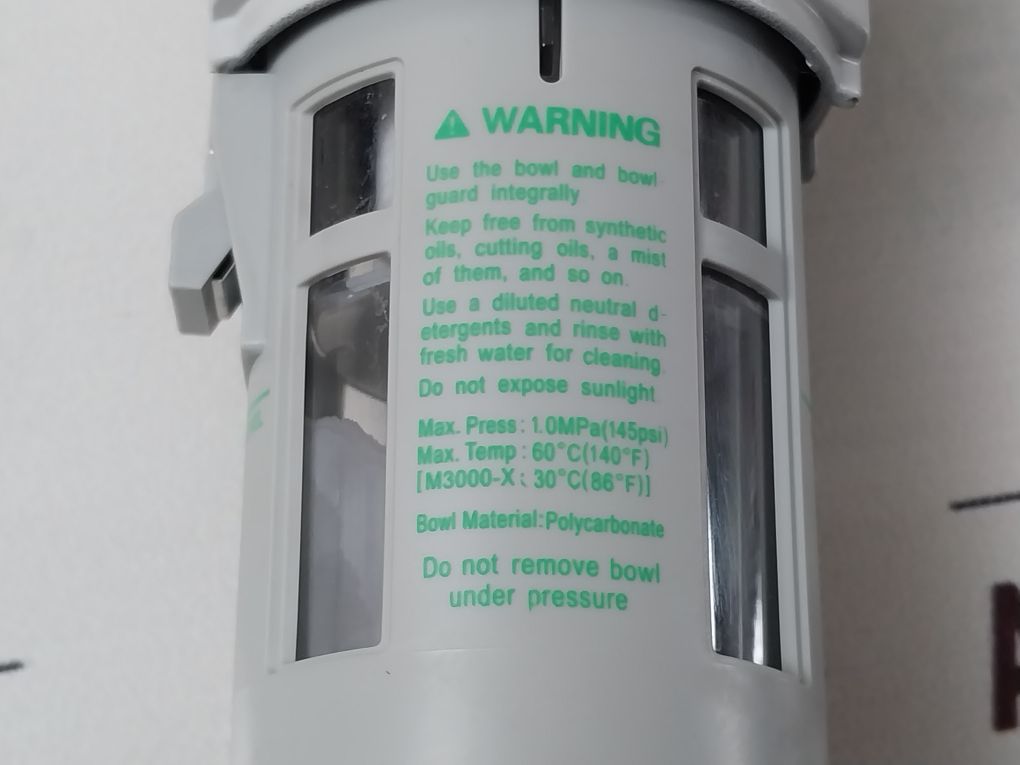 WARNING
Use the bowl and bowl
guard integrally
Keep free from synthetic
oils, cutting oils, a mist
of them, and so on.
Use a diluted neutral d-
etergents and rinse with
fresh water for cleaning
Do not expose sunlight
Max. Press : 1.0MPa(145psi)
Max. Temp : 60°C(140°F)
[M3000-X : 30°C(86°F)]
Bowl Material:Polycarbonate
Do not remove bowl
under pressure